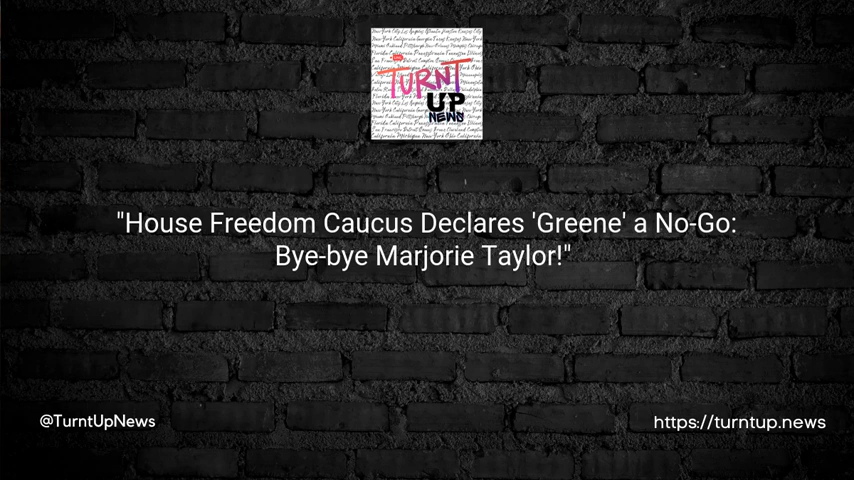 TURNT
UP
NEWS
"House Freedom Caucus Declares 'Greene' a No-Go:
Bye-bye Marjorie Taylor!"
@TurntUpNews
https://turntup.news